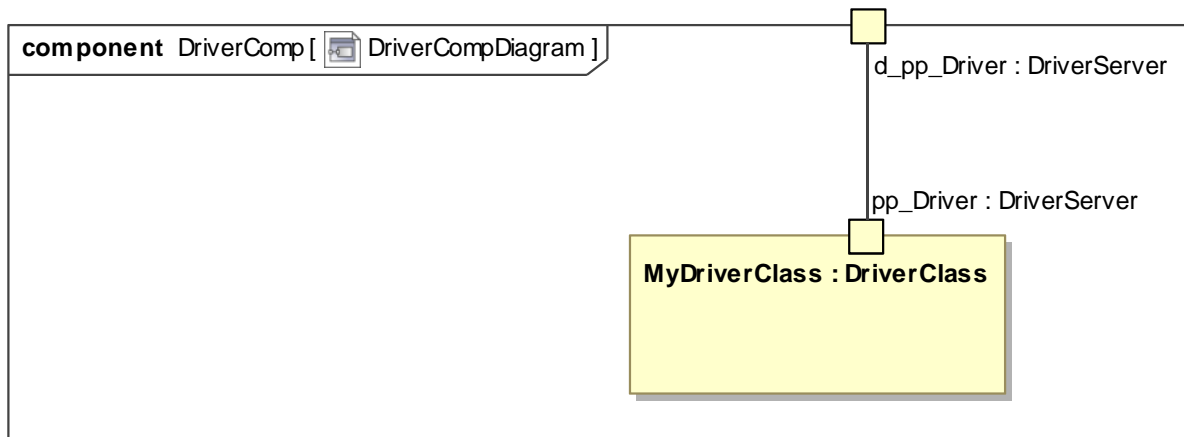 component DriverComp [ DriverCompDiagram ]
d_pp_Driver : DriverServer
pp_Driver : DriverServer
MyDriverClass : DriverClass